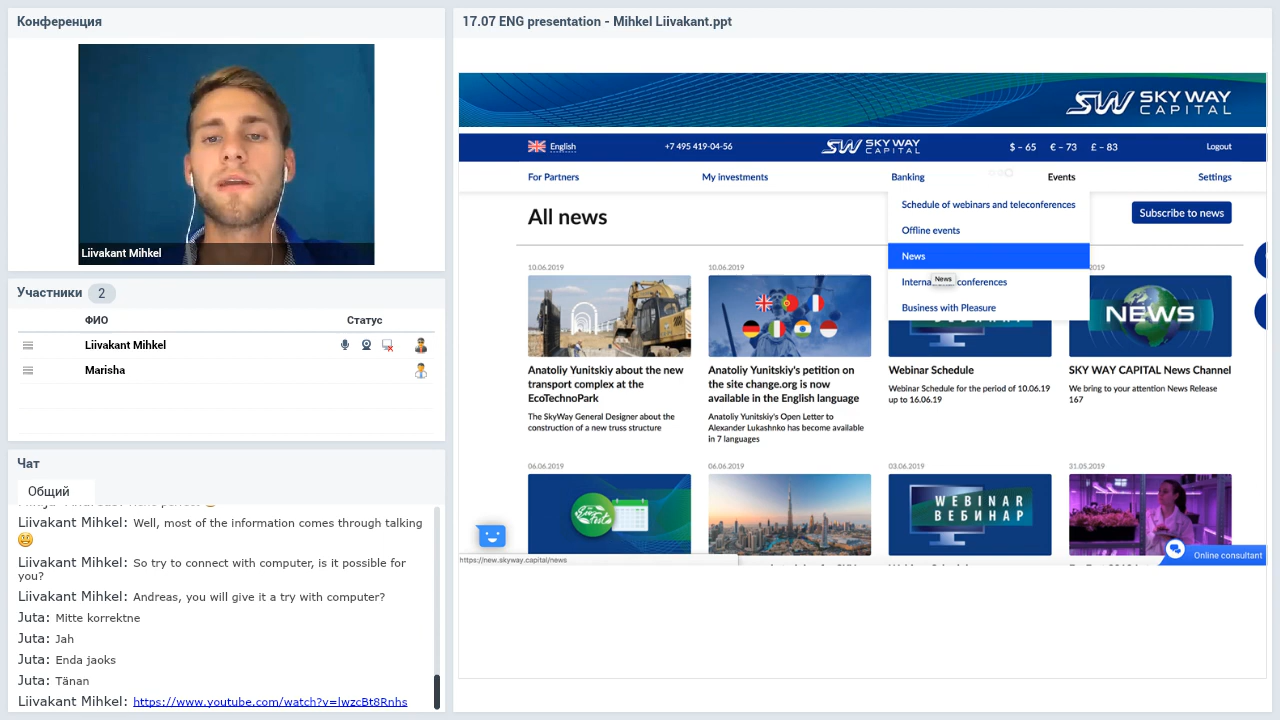 Конференция
Liivakant Mihkel
Участники 2
ФИО Статус
Liivakant Mihkel
Marisha
Чат
Общий
Liivakant Mihkel: Well, most of the information comes through talking
Liivakant Mihkel: So try to connect with computer, is it possible for
you?
Liivakant Mihkel: Andreas, you will give it a try with computer?
Juta: Mitte korrektne
Juta: Jah
Juta: Enda jaoks
Juta: Tänan
Liivakant Mihkel: https://www.youtube.com/watch?v=lwzcBt8Rnhs
17.07 ENG presentation - Mihkel Liivakant.ppt
SW SKY WAY
CAPITAL
English +7 495 419-04-56 SW SKY WAY CAPITAL $ – 65 € – 73 £ – 83 Logout
For Partners My investments Banking Events Settings
Schedule of webinars and teleconferences
Offline events
News
News
conferences
Business with Pleasure
All news
Subscribe to news
10.06.2019 10.06.2019
NEWS
Anatoliy Yunitskiy about the new
transport complex at the
EcoTechnoPark
The SkyWay General Designer about the
construction of a new truss structure
Anatoliy Yunitskiy's petition on
the site change.org is now
available in the English language
Anatoliy Yunitskiy's Open Letter to
Alexander Lukashnko has become available
in 7 languages
Webinar Schedule
Webinar Schedule for the period of 10.06.19
up to 16.06.19
SKY WAY CAPITAL News Channel
We bring to your attention News Release
167
06.06.2019 06.06.2019 03.06.2019 31.05.2019
WEBINAR
ВЕБИНАР
https://new.skyway.capital/news
Online consultant